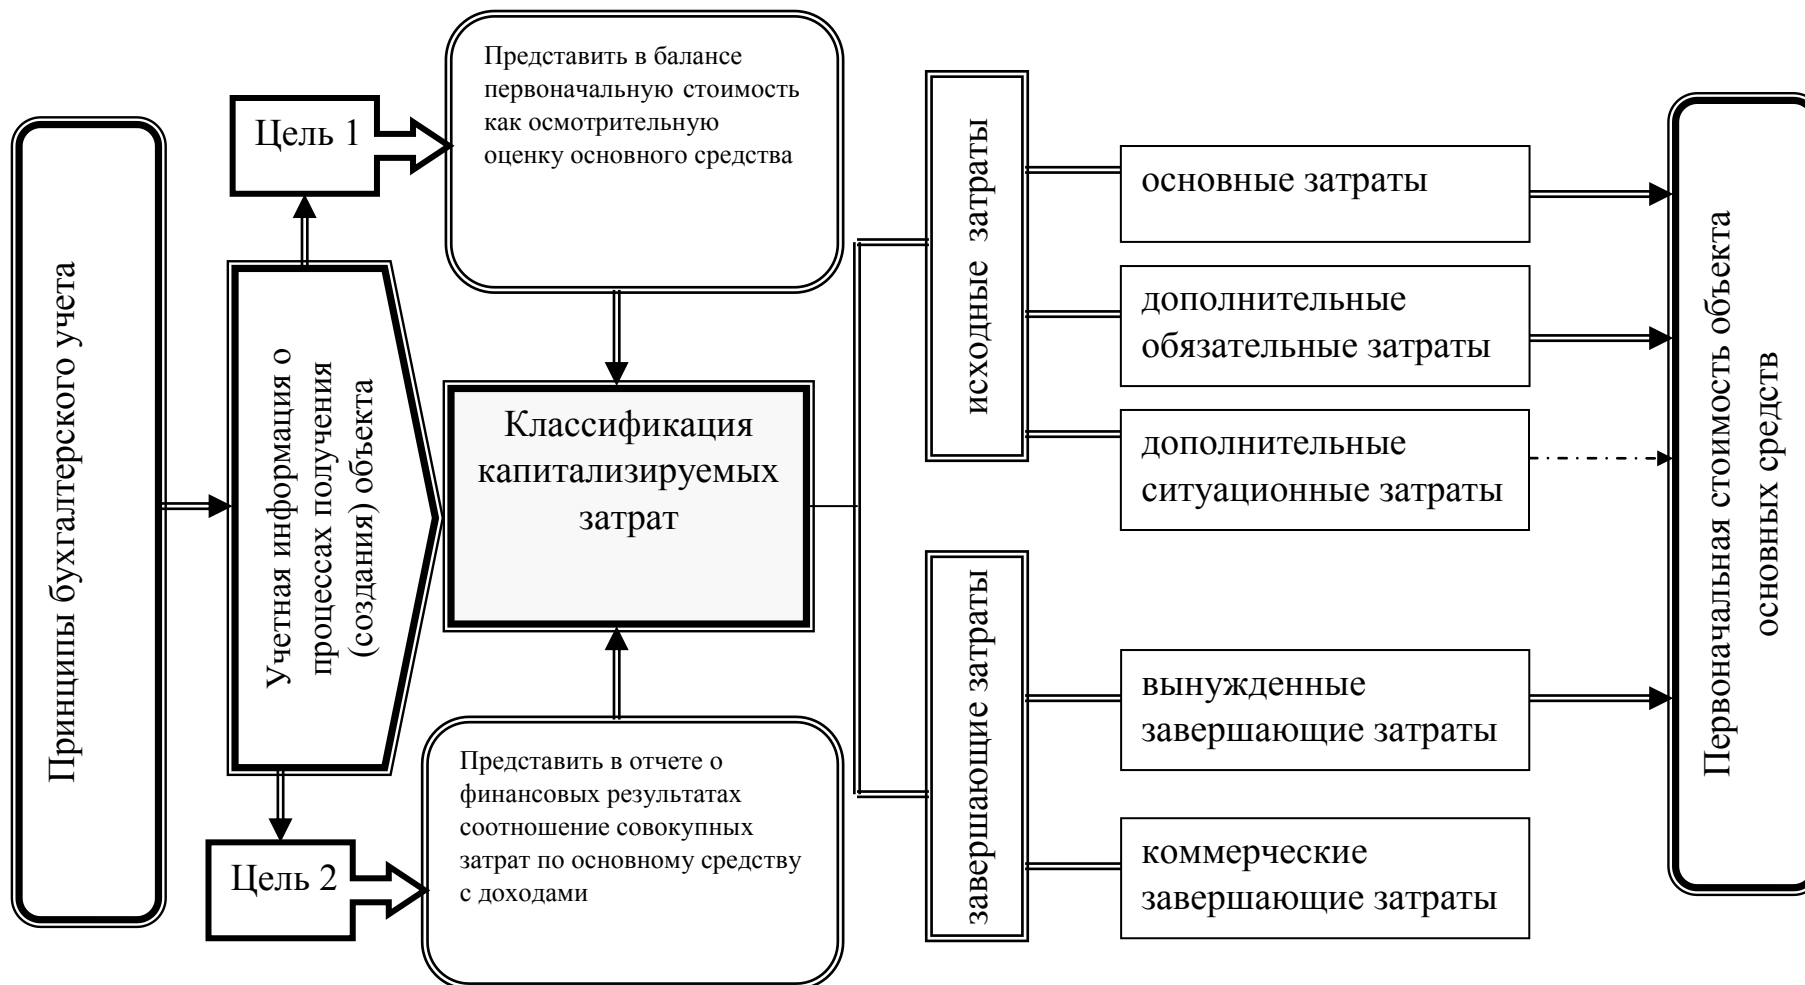 Принципы бухгалтерского учета
Цель 1
Учетная информация о
процессах получения
(создания) объекта
Цель 2
Представить в балансе
первоначальную стоимость
как осмотрительную
оценку основного средства
Классификация
капитализируемых
затрат
Представить в отчете о
финансовых результатах
соотношение совокупных
затрат по основному средству
с доходами
исходные затраты
завершающие затраты
основные затраты
дополнительные
обязательные затраты
дополнительные
ситуационные затраты
вынужденные
завершающие затраты
коммерческие
завершающие затраты
Первоначальная стоимость объекта
основных средств